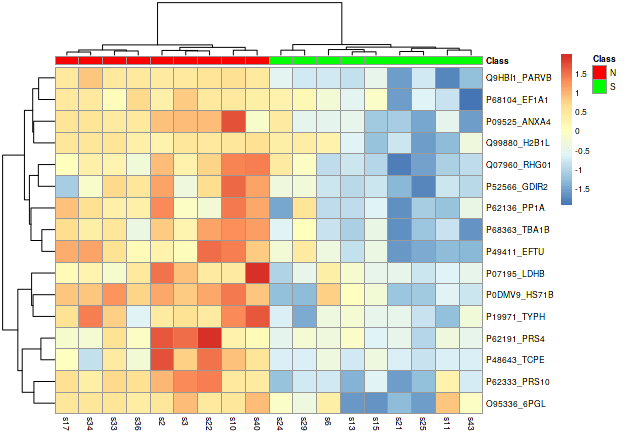 Class
Q9HBI1_PARVB
P68104_EF1A1
P09525_ANXA4
Q99880_H2B1L
Q07960_RHG01
P52566_GDIR2
P62136_PP1A
P68363_TBA1B
P49411_EFTU
P07195_LDHB
P0DMV9_HS71B
P19971_TYPH
P62191_PRS4
P48643_TCPE
P62333_PRS10
O95336_6PGL
s17 s34 s33 s36 s2 s3 s22 s10 s40 s24 s29 s6 s13 s15 s21 s25 s11 s43
1.5
1
0.5
0
-0.5
-1
-1.5
Class
N
S